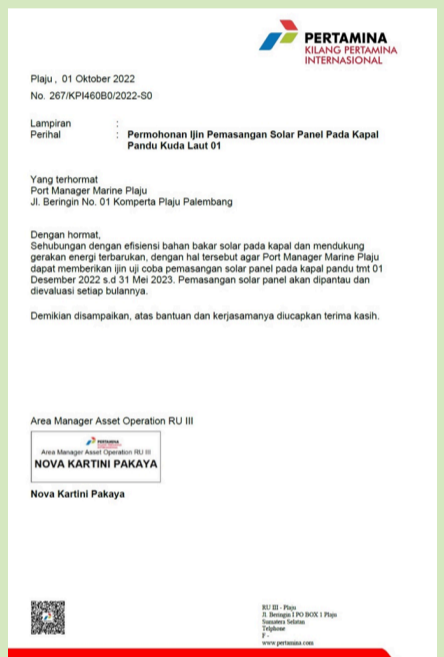 PERTAMINA
KILANG PERTAMINA
INTERNASIONAL
Plaju , 01 Oktober 2022
No. 267/KPI460B0/2022-S0
Lampiran :
Perihal : Permohonan Ijin Pemasangan Solar Panel Pada Kapal
Pandu Kuda Laut 01
Yang terhormat
Port Manager Marine Plaju
Jl. Beringin No. 01 Komperta Plaju Palembang
Dengan hormat,
Sehubungan dengan efisiensi bahan bakar solar pada kapal dan mendukung
gerakan energi terbarukan, dengan hal tersebut agar Port Manager Marine Plaju
dapat memberikan ijin uji coba pemasangan solar panel pada kapal pandu tmt 01
Desember 2022 s.d 31 Mei 2023. Pemasangan solar panel akan dipantau dan
dievaluasi setiap bulannya.
Demikian disampaikan, atas bantuan dan kerjasamanya diucapkan terima kasih.
Area Manager Asset Operation RU III
PERTAMINA
Area Manager Asset Operation RU III
NOVA KARTINI PAKAYA
Nova Kartini Pakaya
RU III - Plaju
Jl. Beringin I PO BOX 1 Plaju
Sumatera Selatan
Telphone
F -
www.pertamina.com